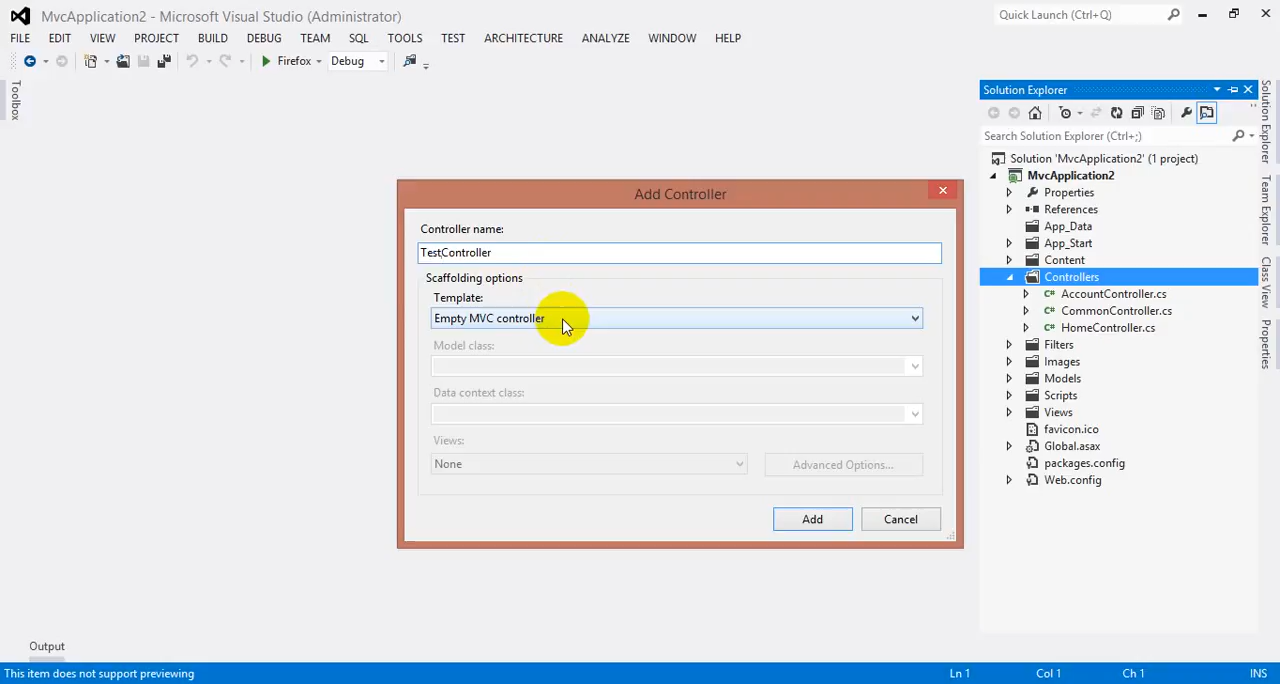 MvcApplication2 - Microsoft Visual Studio (Administrator)
Quick Launch (Ctrl+Q)
FILE EDIT VIEW PROJECT BUILD DEBUG TEAM SQL TOOLS TEST ARCHITECTURE ANALYZE WINDOW HELP
Firefox Debug
Toolbox
Solution Explorer
Search Solution Explorer (Ctrl+;)
Solution 'MvcApplication2' (1 project)
MvcApplication2
Properties
References
App_Data
App_Start
Content
Controllers
AccountController.cs
CommonController.cs
HomeController.cs
Filters
Images
Models
Scripts
Views
favicon.ico
Global.asax
packages.config
Web.config
Solution Explorer
Team Explorer
Class View
Properties
Add Controller
Controller name:
TestController
Scaffolding options
Template:
Empty MVC controller
Model class:
Data context class:
Views:
None
Advanced Options...
Add Cancel
Output
This item does not support previewing
Ln 1 Col 1 Ch 1 INS